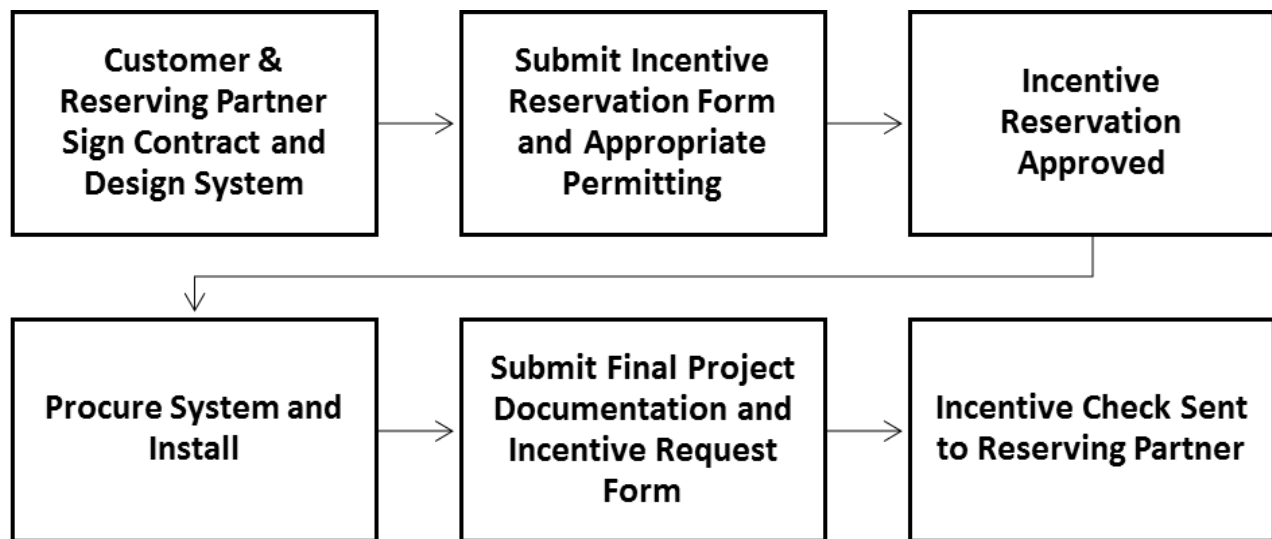 Customer &
Reserving Partner
Sign Contract and
Design System
Submit Incentive
Reservation Form
and Appropriate
Permitting
Incentive
Reservation
Approved
Procure System and
Install
Submit Final Project
Documentation and
Incentive Request
Form
Incentive Check Sent
to Reserving Partner